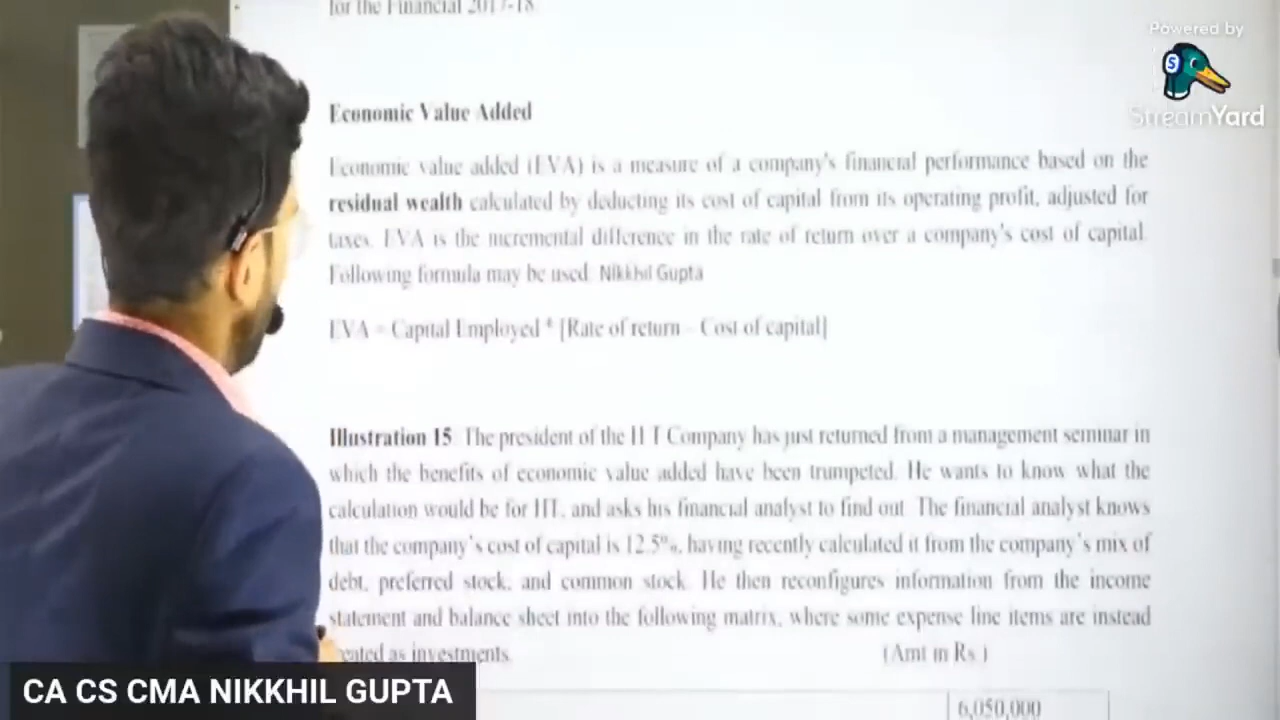 for the Financial 2017-18
Powered by
S
StreamYard
Economic Value Added
Economic value added (EVA) is a measure of a company's financial performance based on the
residual wealth calculated by deducting its cost of capital from its operating profit, adjusted for
taxes. EVA is the incremental difference in the rate of return over a company's cost of capital.
Following formula may be used. Nikkhil Gupta
EVA = Capital Employed * [Rate of return – Cost of capital]
Illustration 15 The president of the Company has just returned from a management seminar in
which the benefits of economic value added have been trumpeted. He wants to know what the
calculation would be for and asks his financial analyst to find out. The financial analyst knows
that the company's cost of capital is 12.5%, having recently calculated it from the company's mix of
debt, preferred stock, and common stock. He then reconfigures information from the income
statement and balance sheet into the following matrix, where some expense line items are instead
eated as investments.
(Amt in Rs.)
6,050,000
CA CS CMA NIKKHIL GUPTA